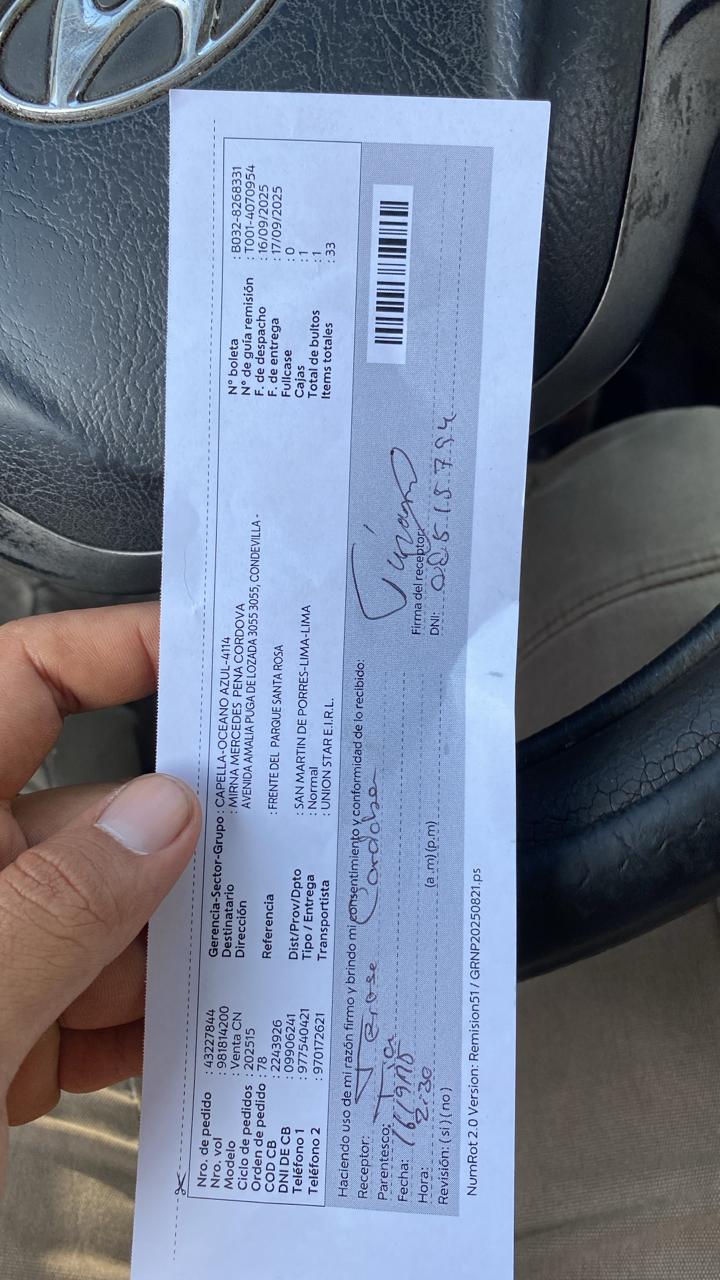 Nro. de pedido : 43227844
Nro. vol : 981814200
Modelo : Venta CN
Ciclo de pedidos : 202515
Orden de pedido : 78
COD CB : 2243926
DNI DE CB : 09906241
Teléfono 1 : 977540421
Teléfono 2 : 970172621
Gerencia-Sector-Grupo : CAPELLA-OCEANO AZUL-4114
Destinatario : MIRNA MERCEDES PENA CORDOVA
Dirección AVENIDA AMALIA PUGA DE LOZADA 3055 3055, CONDEVILLA -
Referencia : FRENTE DEL PARQUE SANTA ROSA
Dist/Prov/Dpto : SAN MARTIN DE PORRES-LIMA-LIMA
Tipo / Entrega : Normal
Transportista : UNION STAR E.I.R.L.
N° boleta : B032-8268331
N° de guía remisión : T001-4070954
F. de despacho : 16/09/2025
F. de entrega : 17/09/2025
Fullcase : 0
Cajas : 1
Total de bultos : 1
Items totales : 33
Haciendo uso de mi razón firmo y brindo mi consentimiento y conformidad de lo recibido:
Receptor: Cordoba
Parentesco: Tia
Fecha:
Hora: 2:30 (a.m)(p.m)
Revisión: (si)(no)
Firma del receptor:
DNI:
NumRot 2.0 Version: Remision51 / GRNP20250821.ps